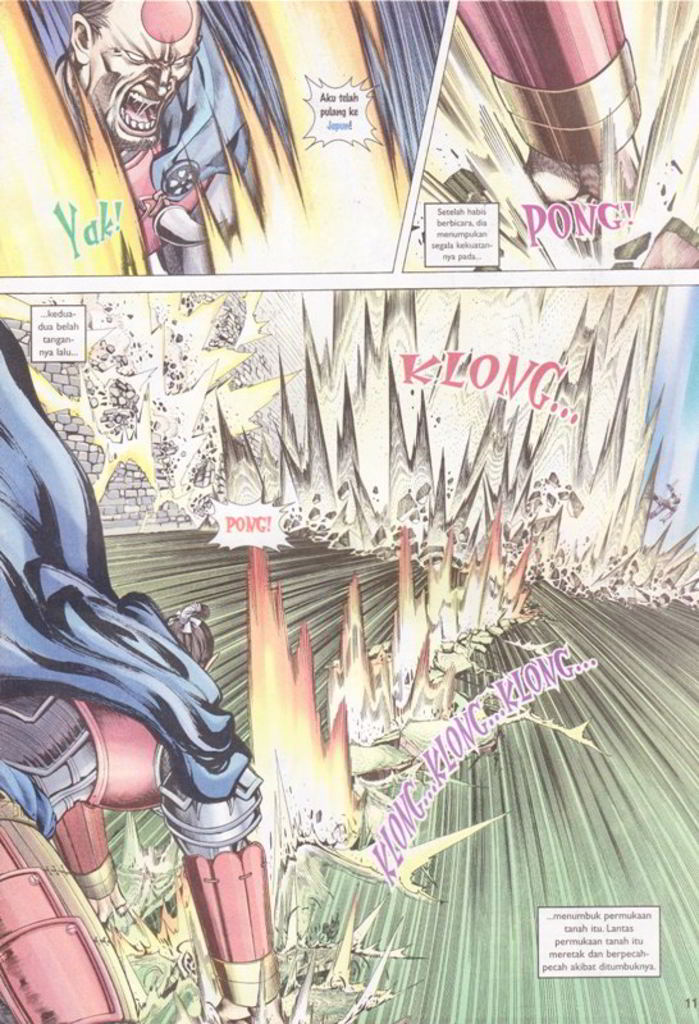 Aku telah
pulang ke
Jepun!
Yak!
Setelah habis
berbicara, dia
menumpukan
segala kekuatan-
nya pada...
PONG!
...kedua-
dua belah
tangan-
nya lalu...
KLONG...
PONG!
KLONG...KLONG...KLONG...
...menumbuk permukaan
tanah itu. Lantas
permukaan tanah itu
meretak dan berpecah-
pecah akibat ditumbuknya.
11